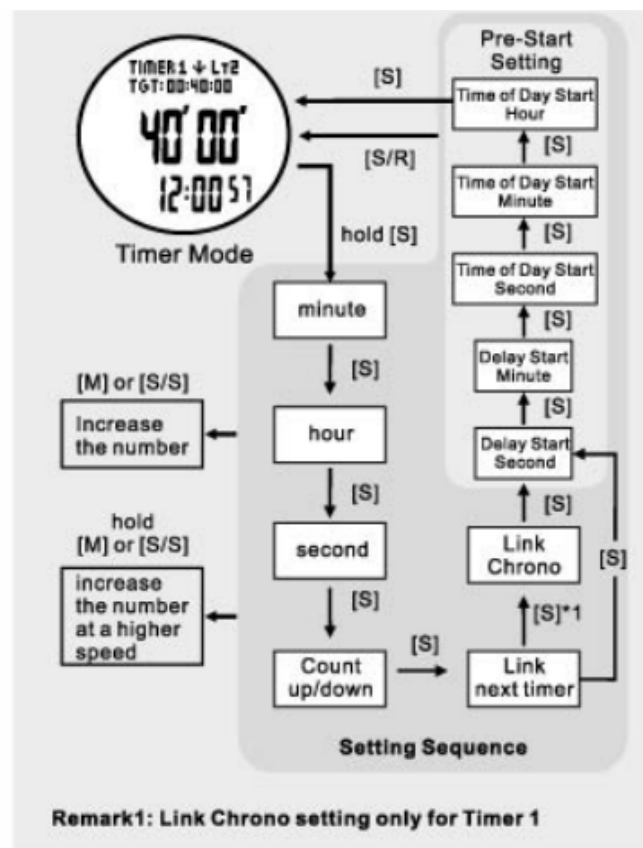 TIMER1 ↓ LT2
TGT: 00:40:00
40' 00"
12:00 57
Timer Mode
[S]
[S/R]
hold [S]
Pre-Start
Setting
Time of Day Start
Hour
[S]
Time of Day Start
Minute
[S]
Time of Day Start
Second
[S]
Delay Start
Minute
[S]
Delay Start
Second
[S]
Link
Chrono
[S]*1
[S]
Link
next timer
minute
[S]
hour
[S]
second
[S]
Count
up/down
[S]
[M] or [S/S]
Increase
the number
hold
[M] or [S/S]
increase
the number
at a higher
speed
Setting Sequence
Remark1: Link Chrono setting only for Timer 1